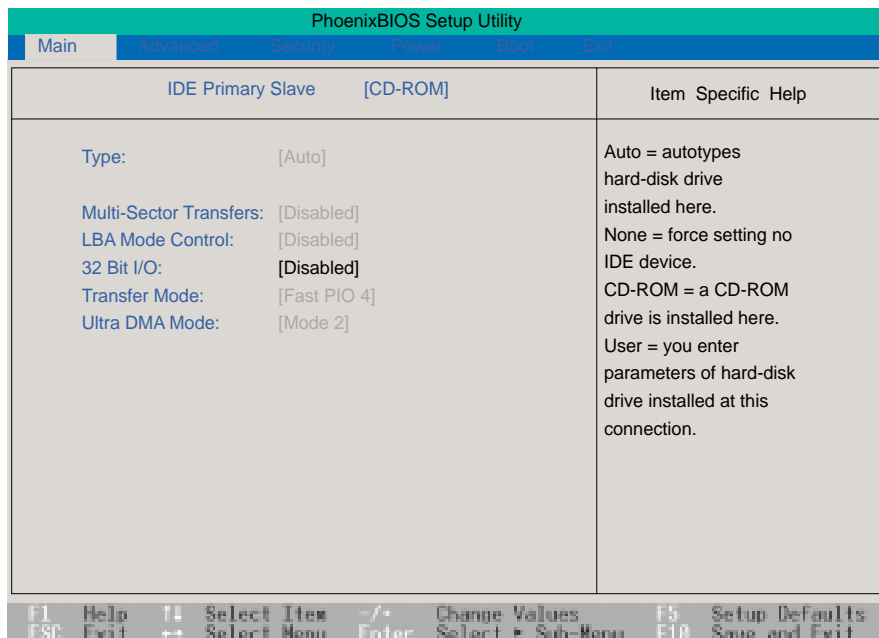 PhoenixBIOS Setup Utility
Main Advanced Security Power Boot Exit
IDE Primary Slave [CD-ROM]
Item Specific Help
Type: [Auto]
Multi-Sector Transfers: [Disabled]
LBA Mode Control: [Disabled]
32 Bit I/O: [Disabled]
Transfer Mode: [Fast PIO 4]
Ultra DMA Mode: [Mode 2]
Auto = autotypes
hard-disk drive
installed here.
None = force setting no
IDE device.
CD-ROM = a CD-ROM
drive is installed here.
User = you enter
parameters of hard-disk
drive installed at this
connection.
F1 Help ↑↓ Select Item -/+ Change Values F5 Setup Defaults
ESC Exit ↔ Select Menu Enter Select ▸ Sub-Menu F10 Save and Exit